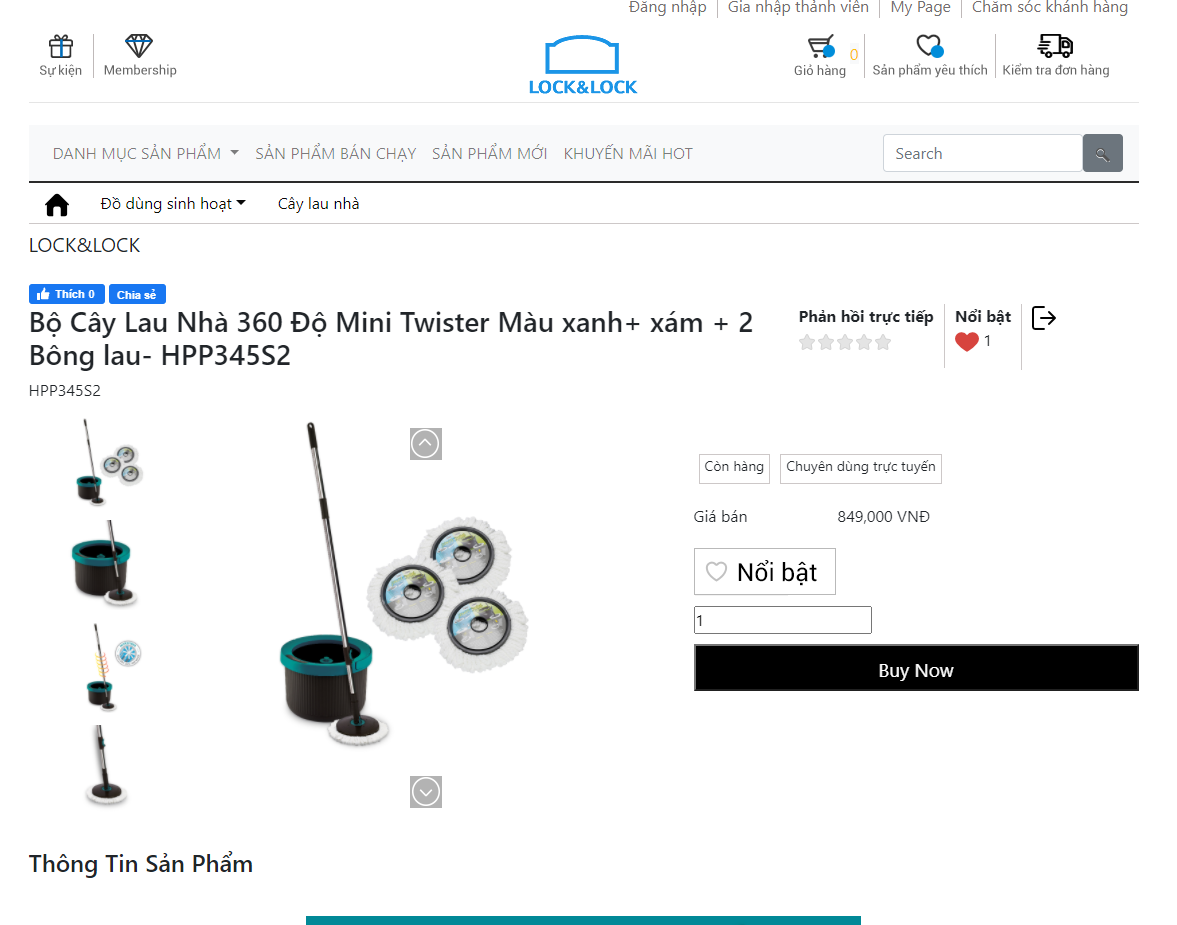 Đăng nhập
Gia nhập thành viên
My Page
Chăm sóc khánh hàng
Sự kiện
Membership
LOCK&LOCK
Giỏ hàng
0
Sản phẩm yêu thích
Kiểm tra đơn hàng
DANH MỤC SẢN PHẨM
SẢN PHẨM BÁN CHẠY
SẢN PHẨM MỚI
KHUYẾN MÃI HOT
Search
Đồ dùng sinh hoạt
Cây lau nhà
LOCK&LOCK
Thích 0
Chia sẻ
Bộ Cây Lau Nhà 360 Độ Mini Twister Màu xanh+ xám + 2
Bông lau- HPP345S2
Phản hồi trực tiếp
Nổi bật
1
HPP345S2
Còn hàng
Chuyên dùng trực tuyến
Giá bán
849,000 VNĐ
Nổi bật
1
Buy Now
Thông Tin Sản Phẩm